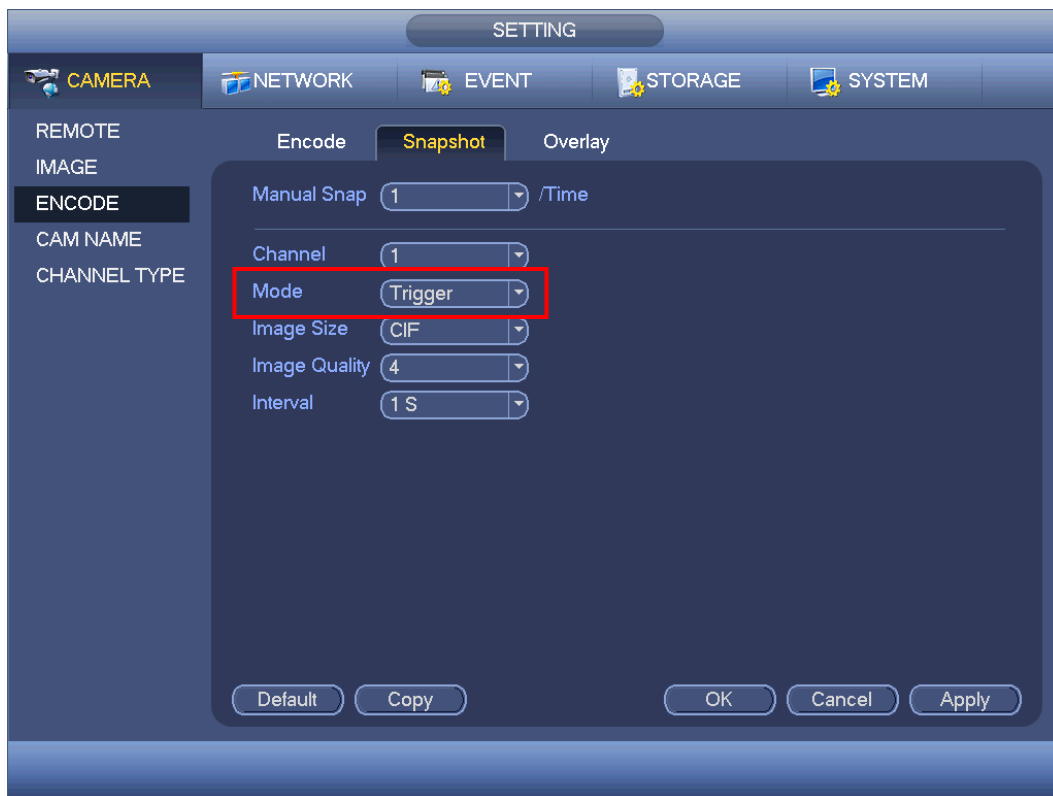 SETTING
CAMERA NETWORK EVENT STORAGE SYSTEM
REMOTE
IMAGE
ENCODE
CAM NAME
CHANNEL TYPE
Encode Snapshot Overlay
Manual Snap 1 /Time
Channel 1
Mode Trigger
Image Size CIF
Image Quality 4
Interval 1 S
Default Copy OK Cancel Apply